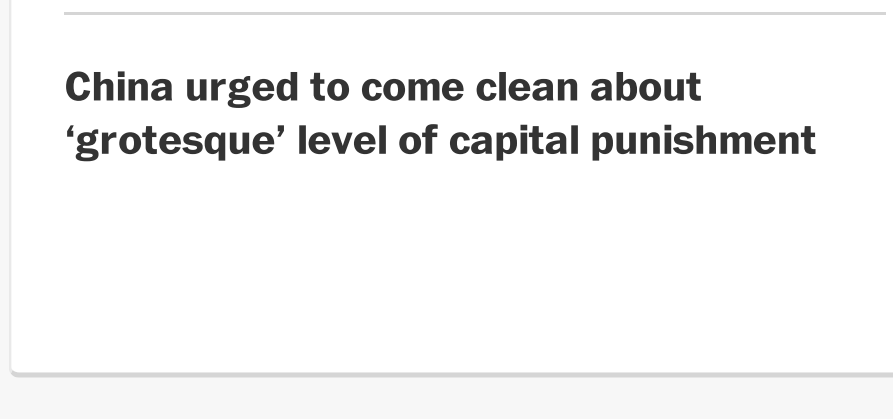 China urged to come clean about
‘grotesque’ level of capital punishment